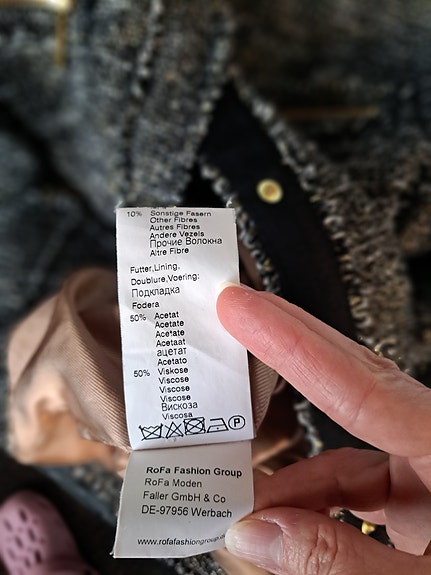 10% Sonstige Fasern
Other Fibres
Autres Fibres
Andere Vezels
Прочие Волокна
Altre Fibre
Futter,Lining,
Doublure,Voering:
Подкладка
Fodera
50% Acetat
Acetate
Acetate
Acetaat
ацетат
Acetato
50% Viskose
Viscose
Viscose
Viscose
Вискоза
Viscosa
P
RoFa Fashion Group
RoFa Moden
Faller GmbH & Co
DE-97956 Werbach
www.rofafashiongroup.